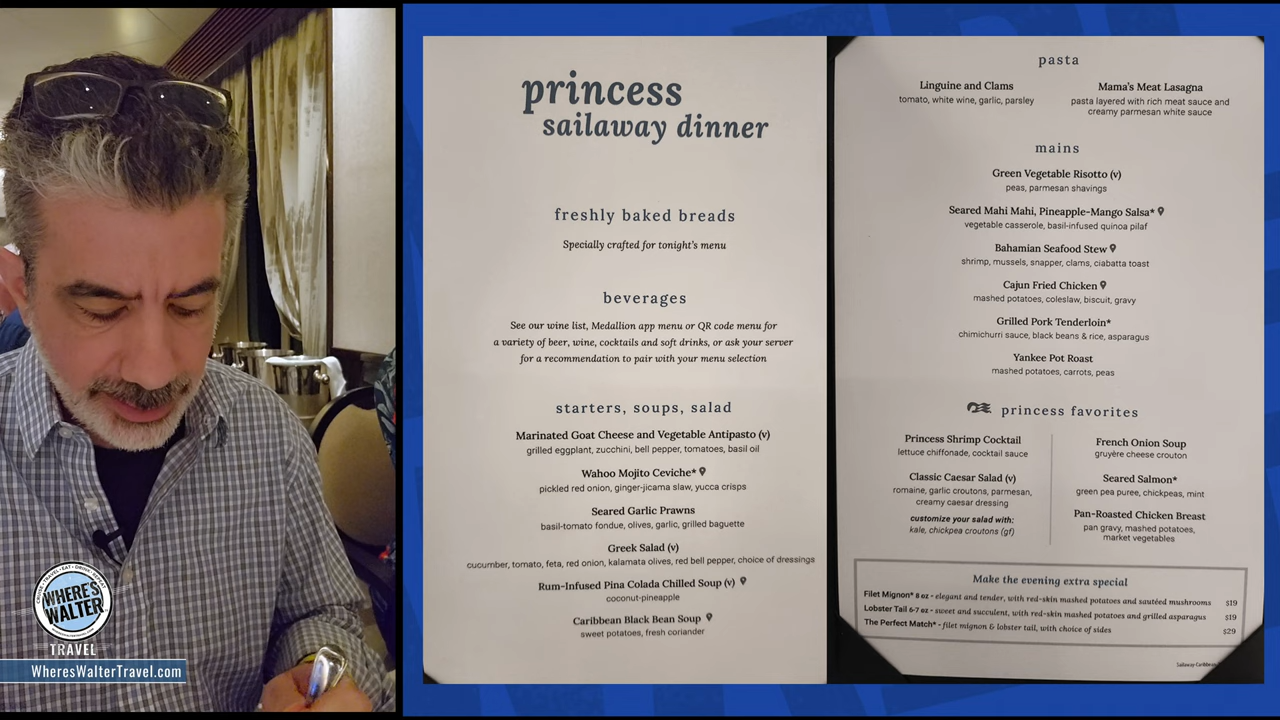 princess
sailaway dinner
freshly baked breads
Specially crafted for tonight's menu
beverages
See our wine list, Medallion app menu or QR code menu for
a variety of beer, wine, cocktails and soft drinks, or ask your server
for a recommendation to pair with your menu selection
starters, soups, salad
Marinated Goat Cheese and Vegetable Antipasto (v)
grilled eggplant, zucchini, bell pepper, tomatoes, basil oil
Wahoo Mojito Ceviche*
pickled red onion, ginger-jicama slaw, yucca crisps
Seared Garlic Prawns
basil-tomato fondue, olives, garlic, grilled baguette
Greek Salad (v)
cucumber, tomato, feta, red onion, kalamata olives, red bell pepper, choice of dressings
Rum-Infused Pina Colada Chilled Soup (v)
coconut-pineapple
Caribbean Black Bean Soup
sweet potatoes, fresh coriander
pasta
Linguine and Clams
tomato, white wine, garlic, parsley
Mama's Meat Lasagna
pasta layered with rich meat sauce and
creamy parmesan white sauce
mains
Green Vegetable Risotto (v)
peas, parmesan shavings
Seared Mahi Mahi, Pineapple-Mango Salsa*
vegetable casserole, basil-infused quinoa pilaf
Bahamian Seafood Stew
shrimp, mussels, snapper, clams, ciabatta toast
Cajun Fried Chicken
mashed potatoes, coleslaw, biscuit, gravy
Grilled Pork Tenderloin*
chimichurri sauce, black beans & rice, asparagus
Yankee Pot Roast
mashed potatoes, carrots, peas
princess favorites
Princess Shrimp Cocktail
lettuce chiffonade, cocktail sauce
Classic Caesar Salad (v)
romaine, garlic croutons, parmesan,
creamy caesar dressing
customize your salad with:
kale, chickpea croutons (gf)
French Onion Soup
gruyère cheese crouton
Seared Salmon*
green pea puree, chickpeas, mint
Pan-Roasted Chicken Breast
pan gravy, mashed potatoes,
market vegetables
Make the evening extra special
Filet Mignon* 8 oz - elegant and tender, with red-skin mashed potatoes and sautéed mushrooms $19
Lobster Tail 6-7 oz - sweet and succulent, with red-skin mashed potatoes and grilled asparagus $19
The Perfect Match* - filet mignon & lobster tail, with choice of sides $29
WHERE'S
WALTER
TRAVEL
WheresWalterTravel.com